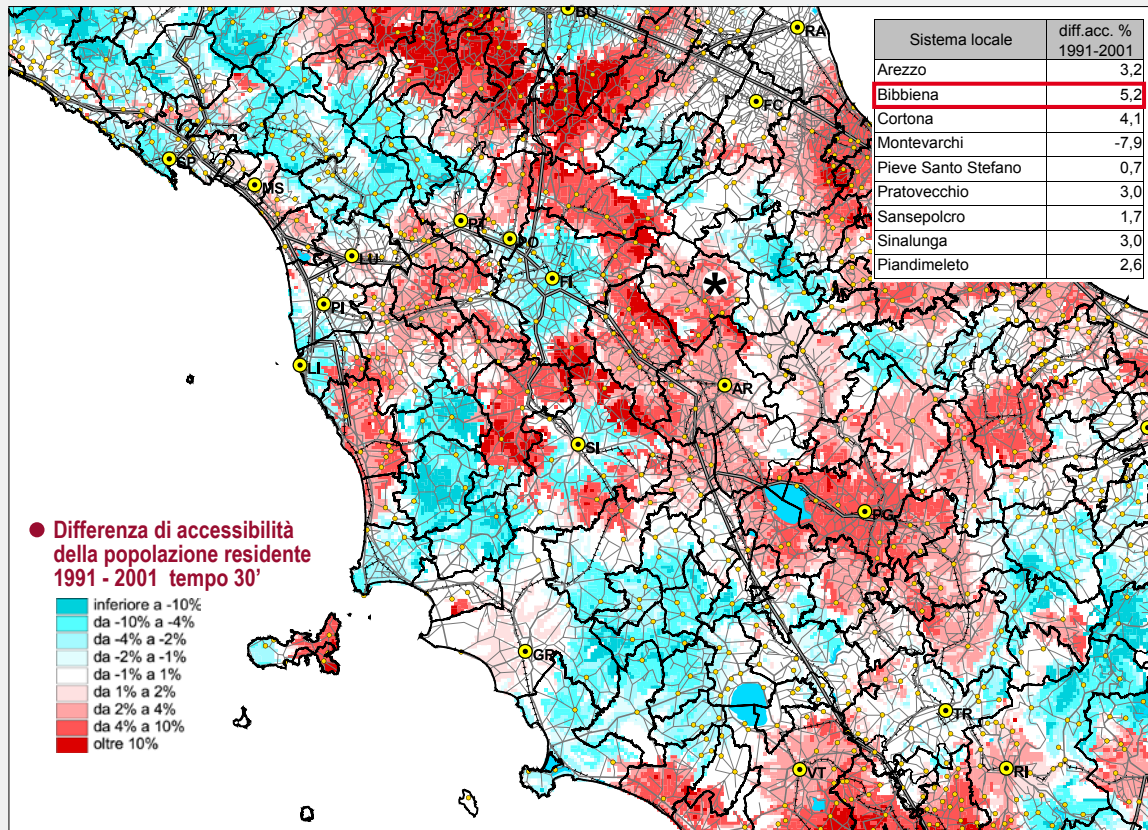 BO
RA
FC
SP
MS
PT
PO
LU
FI
PI
LI
AR
SI
PG
GR
TR
VT
RI
*
Sistema locale
diff.acc. %
1991-2001
Arezzo 3,2
Bibbiena 5,2
Cortona 4,1
Montevarchi -7,9
Pieve Santo Stefano 0,7
Pratovecchio 3,0
Sansepolcro 1,7
Sinalunga 3,0
Piandimeleto 2,6
● Differenza di accessibilità
della popolazione residente
1991 - 2001 tempo 30'
inferiore a -10%
da -10% a -4%
da -4% a -2%
da -2% a -1%
da -1% a 1%
da 1% a 2%
da 2% a 4%
da 4% a 10%
oltre 10%